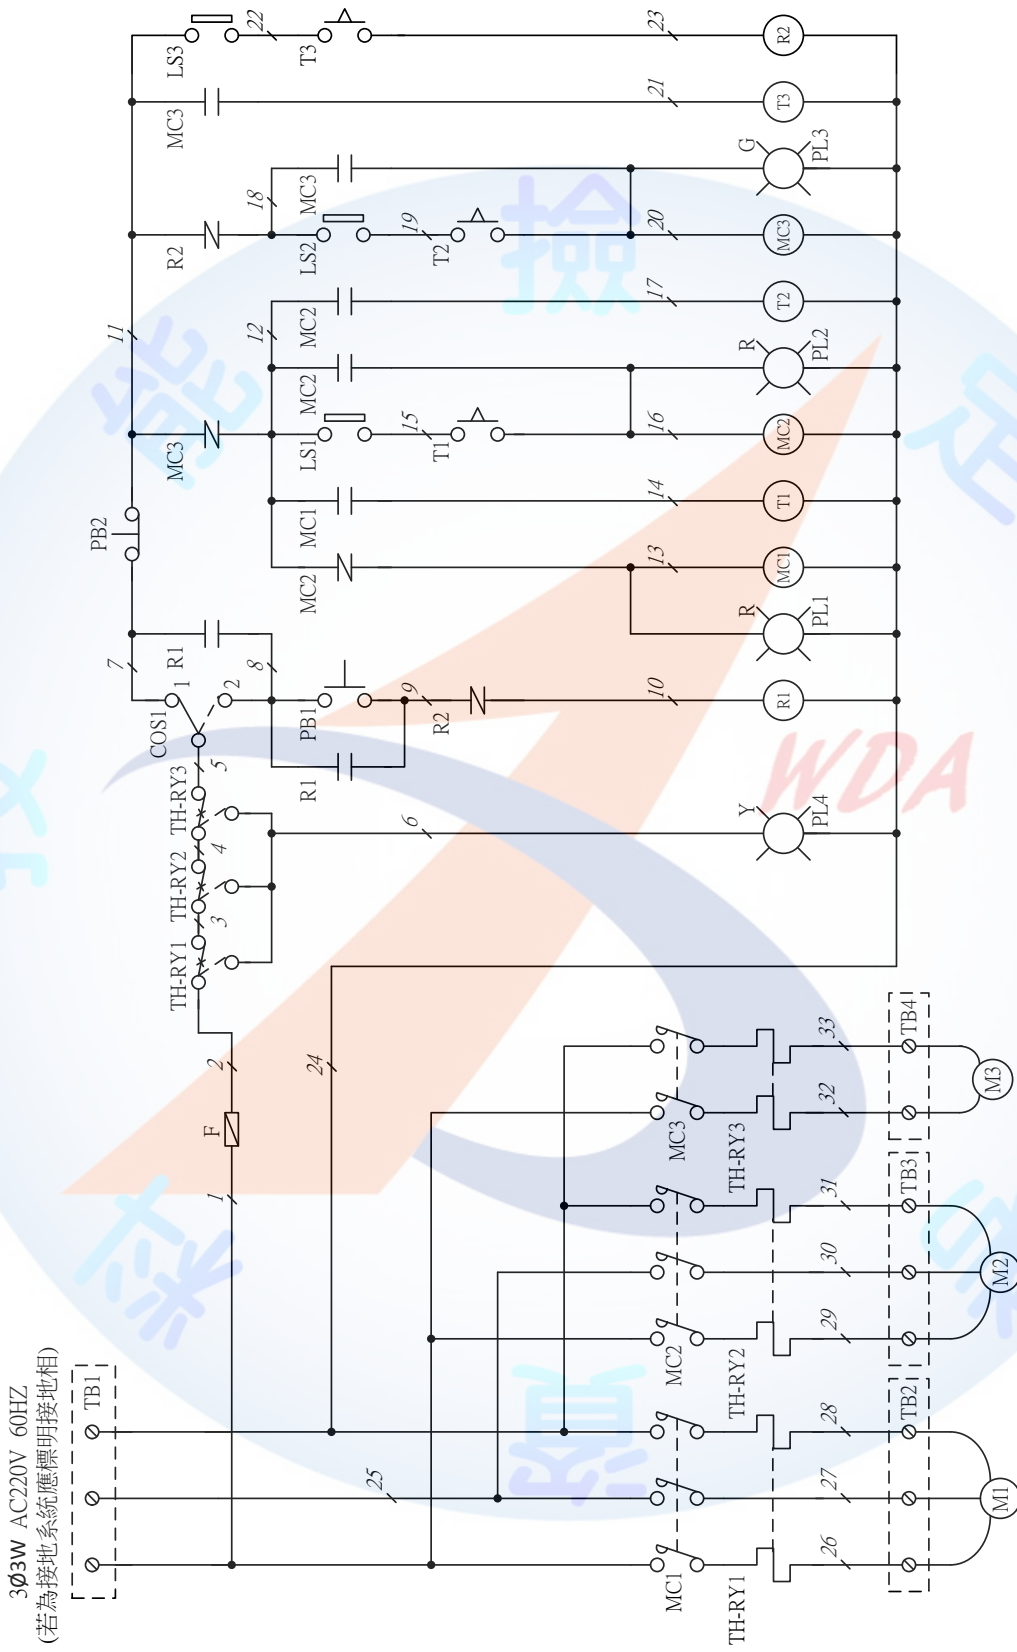 3Ø3W AC220V 60HZ
(若為接地系統應標明接地相)
TB1
F
1
2
24
25
TH-RY1
3
TH-RY2
4
TH-RY3
5
6
COS1
1
2
7
8
R1
R1
PB1
9
R2
10
PB2
11
MC3
R2
MC3
LS3
22
T3
23
12
18
MC2
MC1
LS1
15
T1
MC2
MC2
LS2
19
T2
MC3
13
14
16
17
20
21
Y
PL4
R1
R
PL1
MC1
T1
MC2
R
PL2
T2
MC3
G
PL3
T3
R2
MC1
MC2
MC3
TH-RY1
TH-RY2
TH-RY3
26
27
28
29
30
31
32
33
TB2
TB3
TB4
M1
M2
M3
技
能
檢
定
WDA